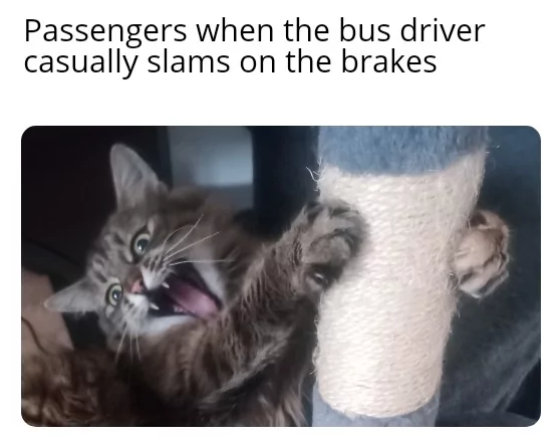 Passengers when the bus driver
casually slams on the brakes